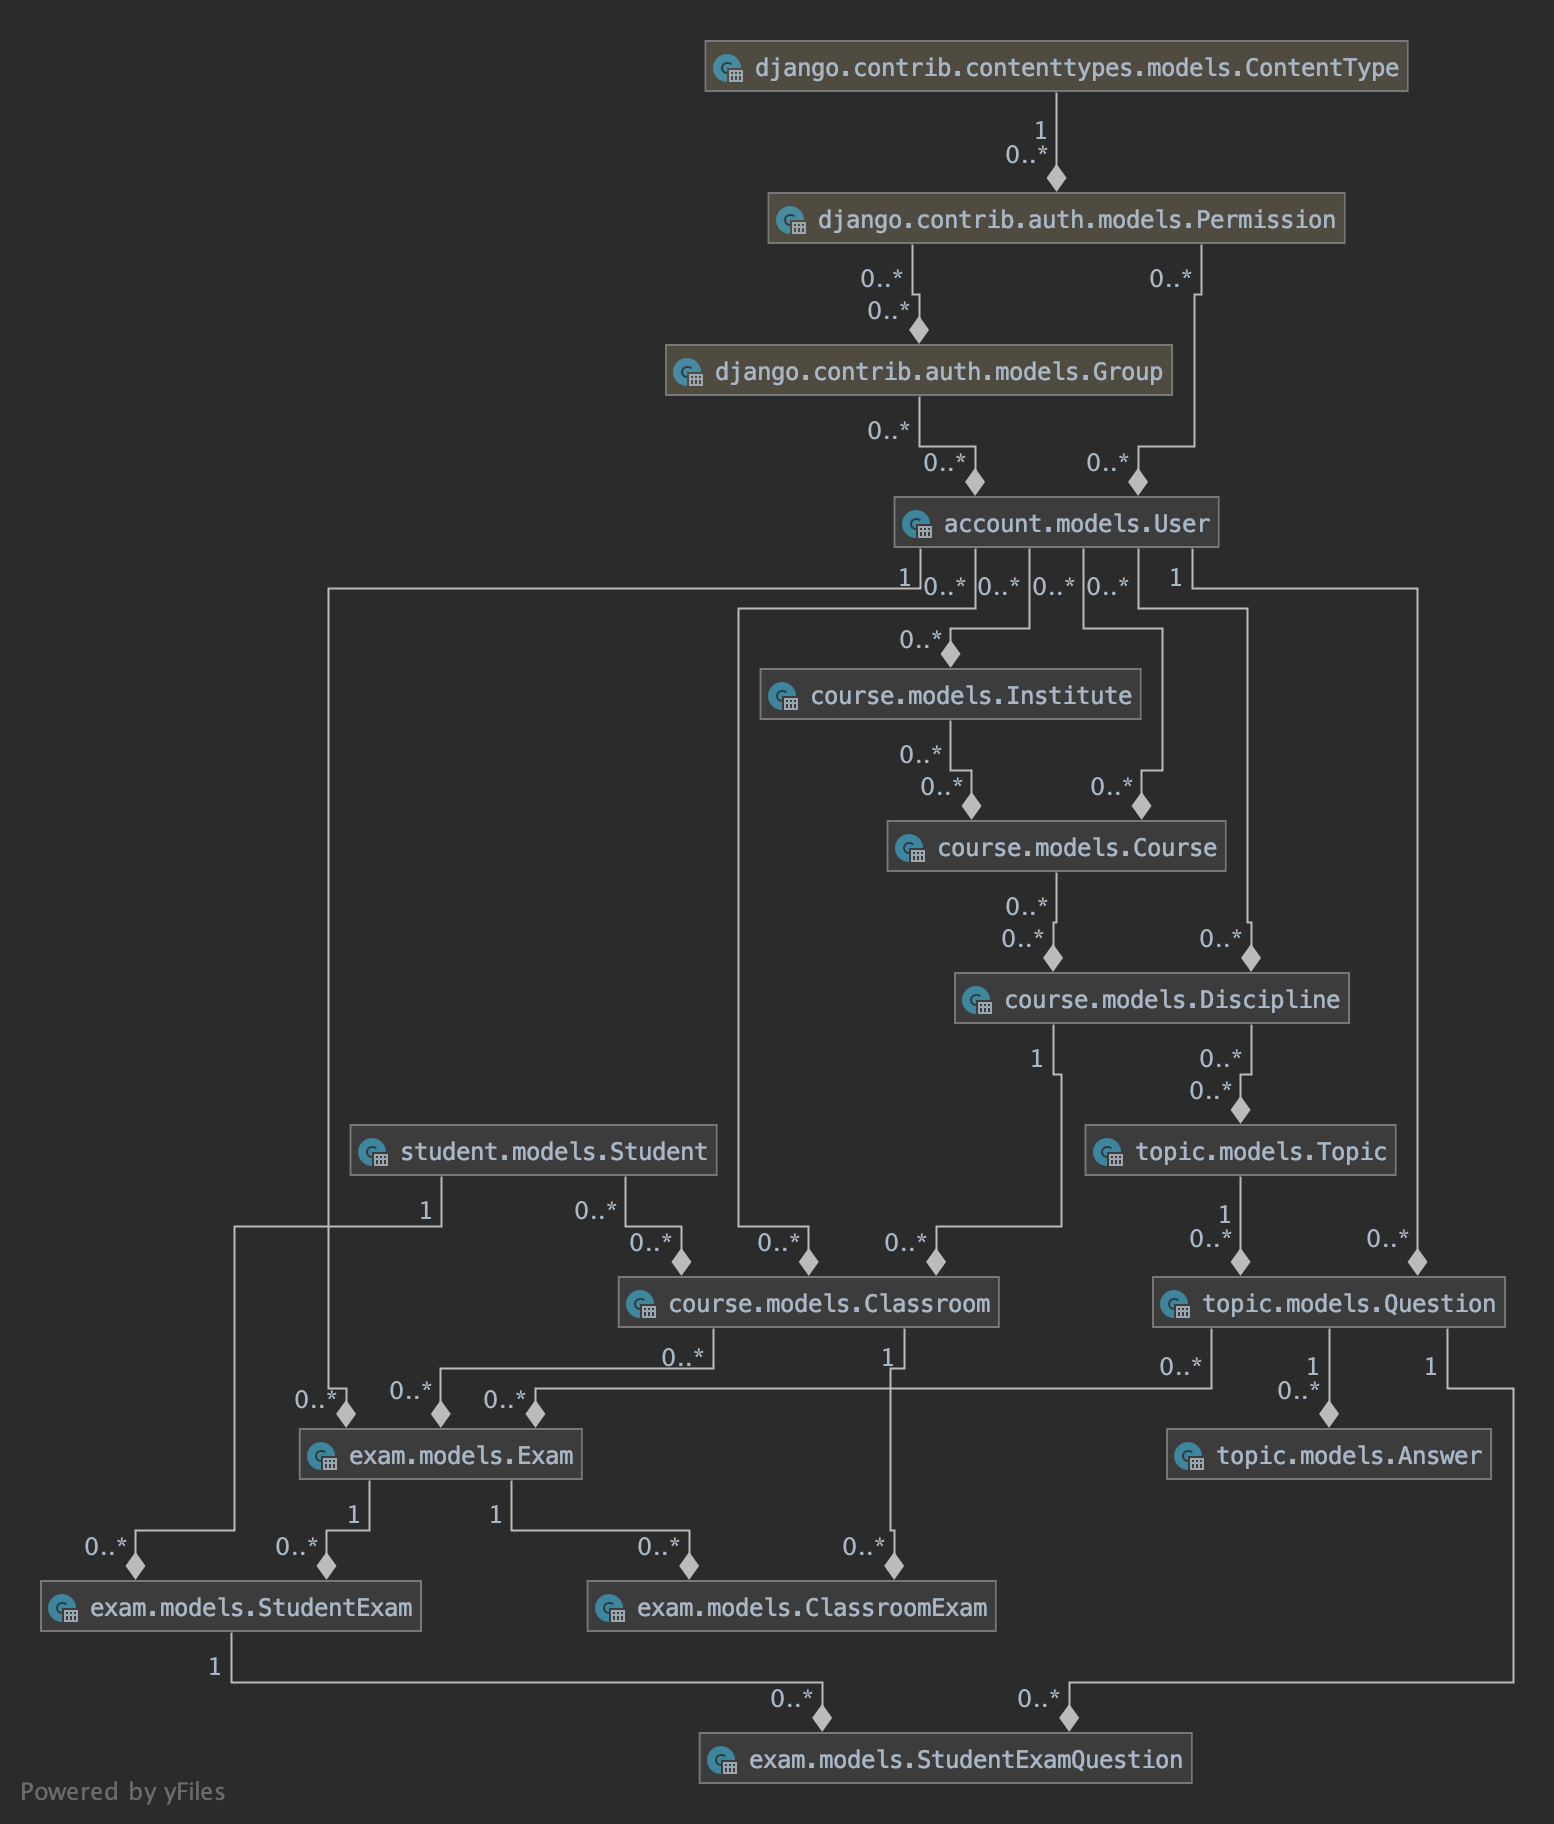 django.contrib.contenttypes.models.ContentType
1
0..*
django.contrib.auth.models.Permission
0..* 0..*
0..*
django.contrib.auth.models.Group
0..*
0..* 0..*
account.models.User
1 0..* 0..* 0..* 0..* 1
0..*
course.models.Institute
0..*
0..* 0..*
course.models.Course
0..*
0..* 0..*
course.models.Discipline
1 0..*
0..*
student.models.Student topic.models.Topic
1 0..* 1
0..* 0..* 0..* 0..* 0..*
course.models.Classroom topic.models.Question
0..* 1 0..* 1 1
0..* 0..* 0..* 0..*
exam.models.Exam topic.models.Answer
1 1
0..* 0..* 0..* 0..*
exam.models.StudentExam exam.models.ClassroomExam
1
0..* 0..*
exam.models.StudentExamQuestion
Powered by yFiles